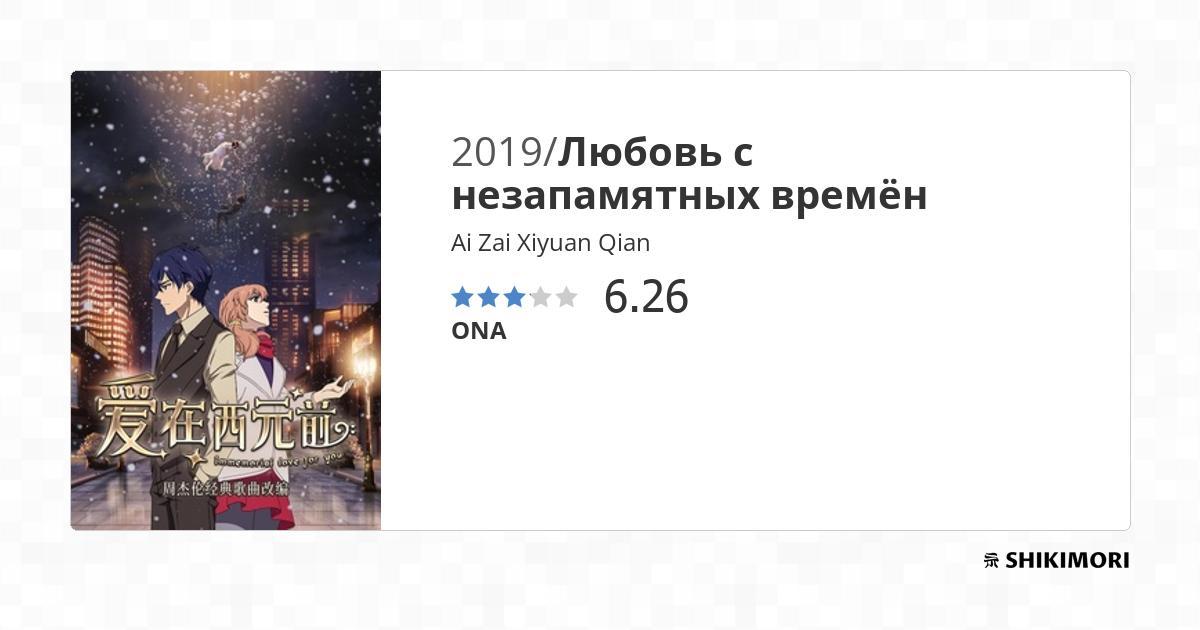 2019/Любовь с
незапамятных времён
Ai Zai Xiyuan Qian
6.26
ONA
爱在西元前
Immemorial love for you
周杰伦经典歌曲改编
SHIKIMORI